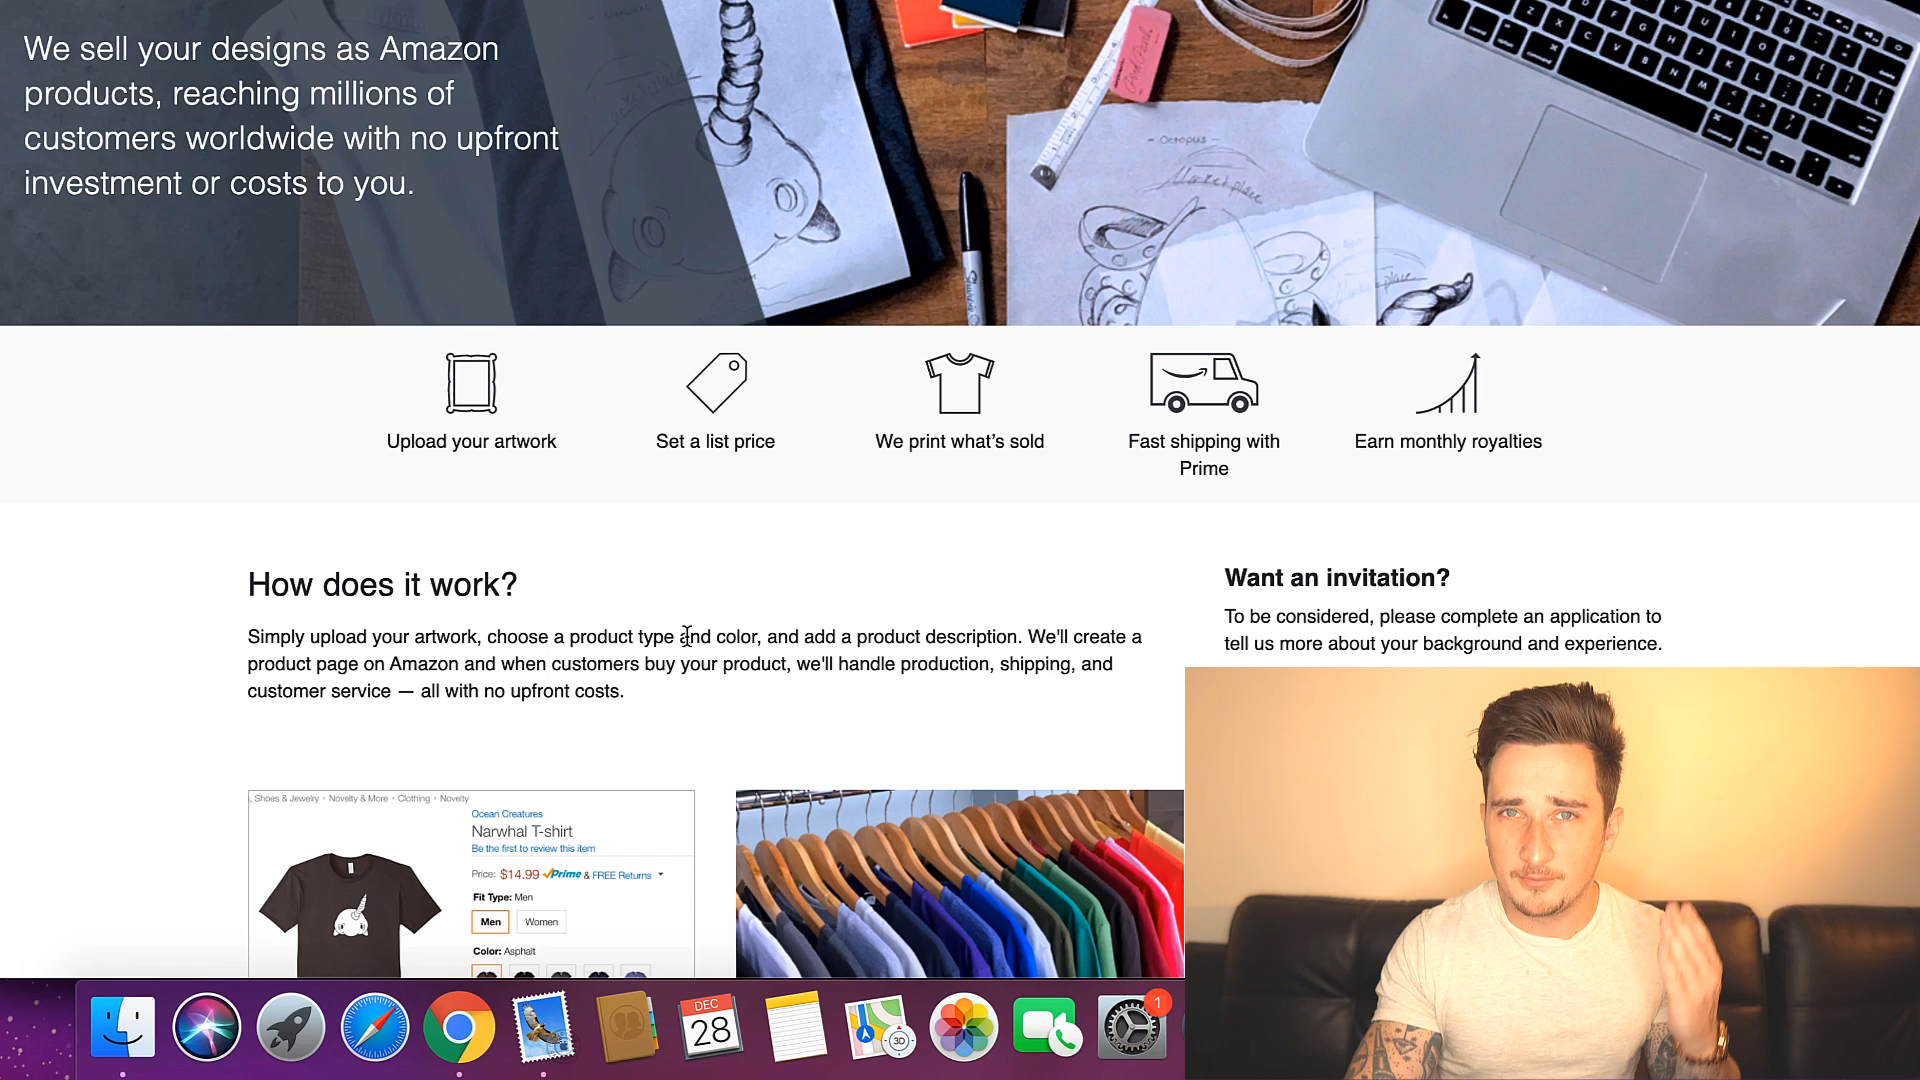 We sell your designs as Amazon
products, reaching millions of
customers worldwide with no upfront
investment or costs to you.
- Octopus -
Marketplace
Upload your artwork
Set a list price
We print what's sold
Fast shipping with
Prime
Earn monthly royalties
How does it work?
Simply upload your artwork, choose a product type and color, and add a product description. We'll create a
product page on Amazon and when customers buy your product, we'll handle production, shipping, and
customer service — all with no upfront costs.
Want an invitation?
To be considered, please complete an application to
tell us more about your background and experience.
, Shoes & Jewelry › Novelty & More › Clothing › Novelty
Ocean Creatures
Narwhal T-shirt
Be the first to review this item
Price: $14.99 Prime & FREE Returns
Fit Type: Men
Men Women
Color: Asphalt
DEC
28
3D
1